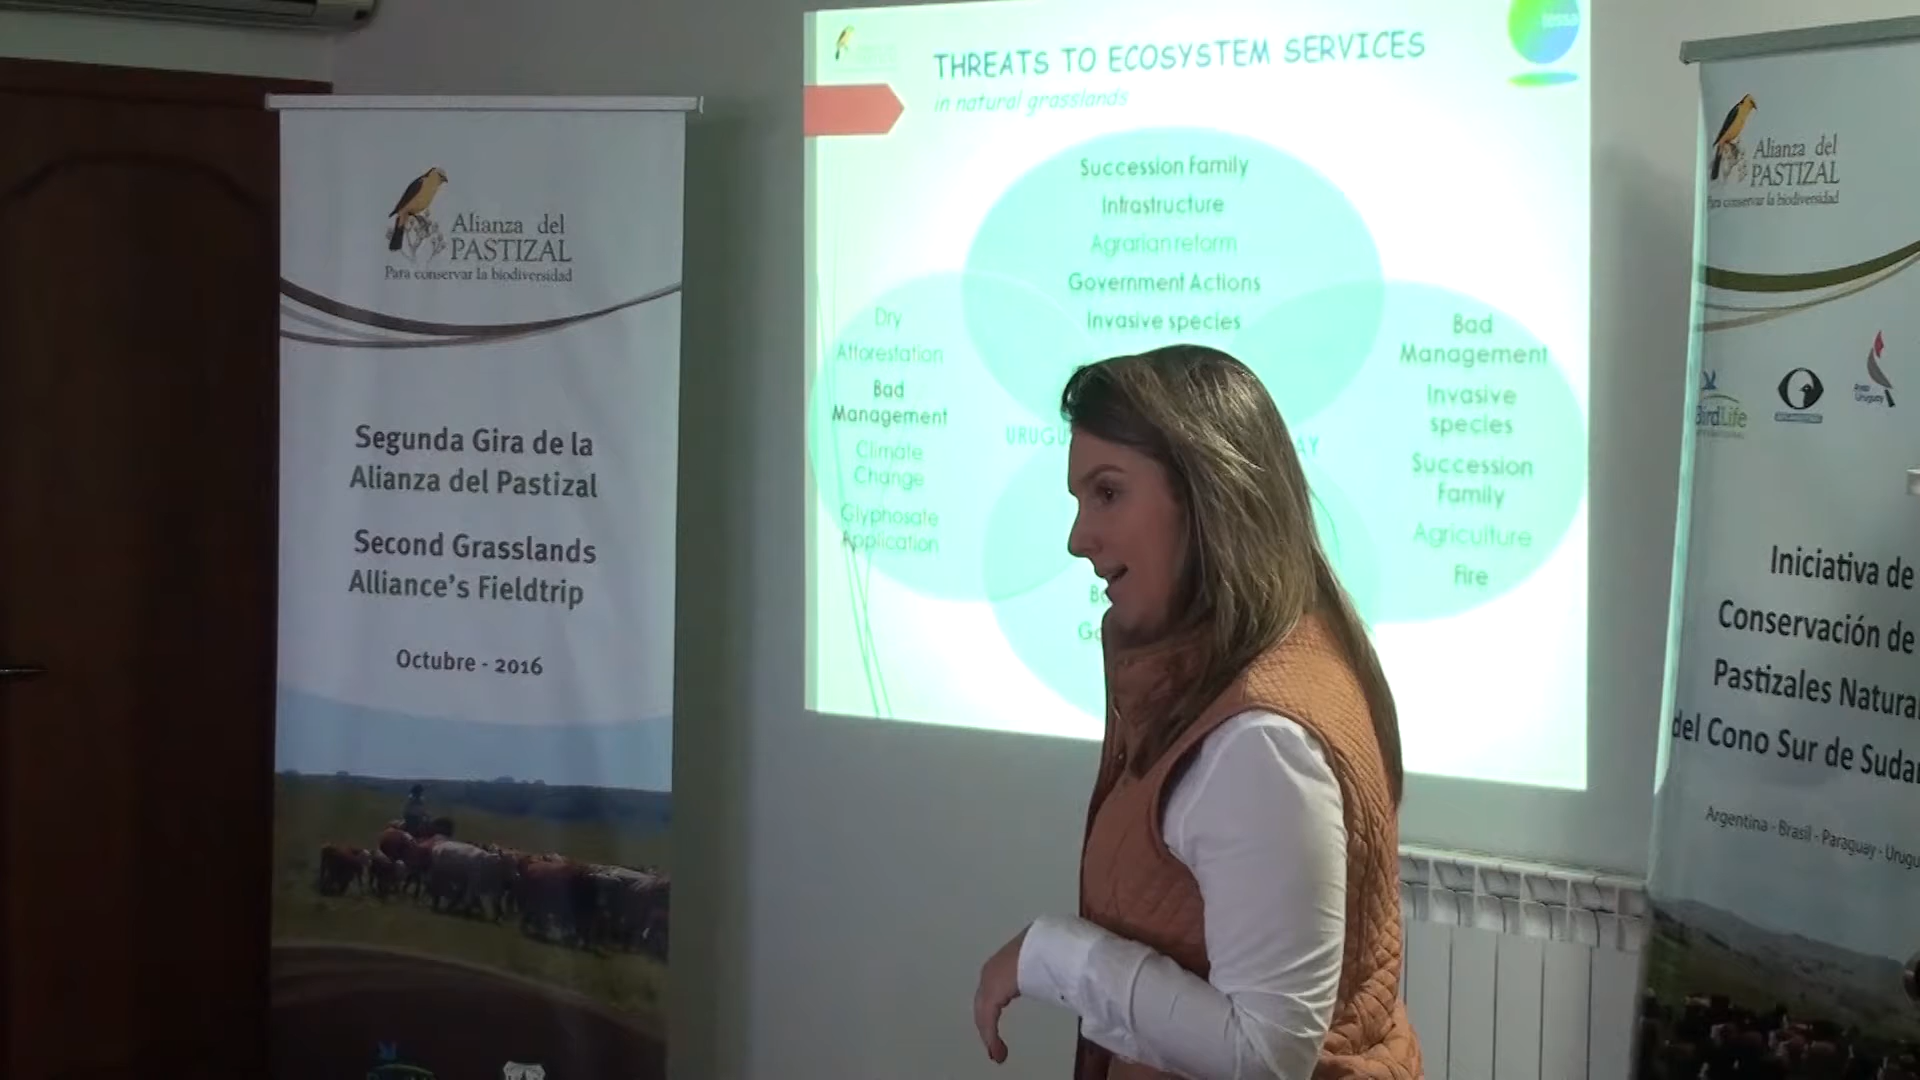 Alianza del
PASTIZAL
Para conservar la biodiversidad
Segunda Gira de la
Alianza del Pastizal
Second Grasslands
Alliance's Fieldtrip
Octubre - 2016
THREATS TO ECOSYSTEM SERVICES
in natural grasslands
Succession Family
Infrastructure
Agrarian reform
Government Actions
Invasive species
Dry
Afforestation
Bad
Management
Climate
Change
Glyphosate
Application
Bad
Management
Invasive
species
Succession
Family
Agriculture
Fire
Alianza del
PASTIZAL
Para conservar la biodiversidad
BirdLife
Iniciativa de
Conservación de
Pastizales
del Cono Sur de
Argentina - Brasil - Paraguay -